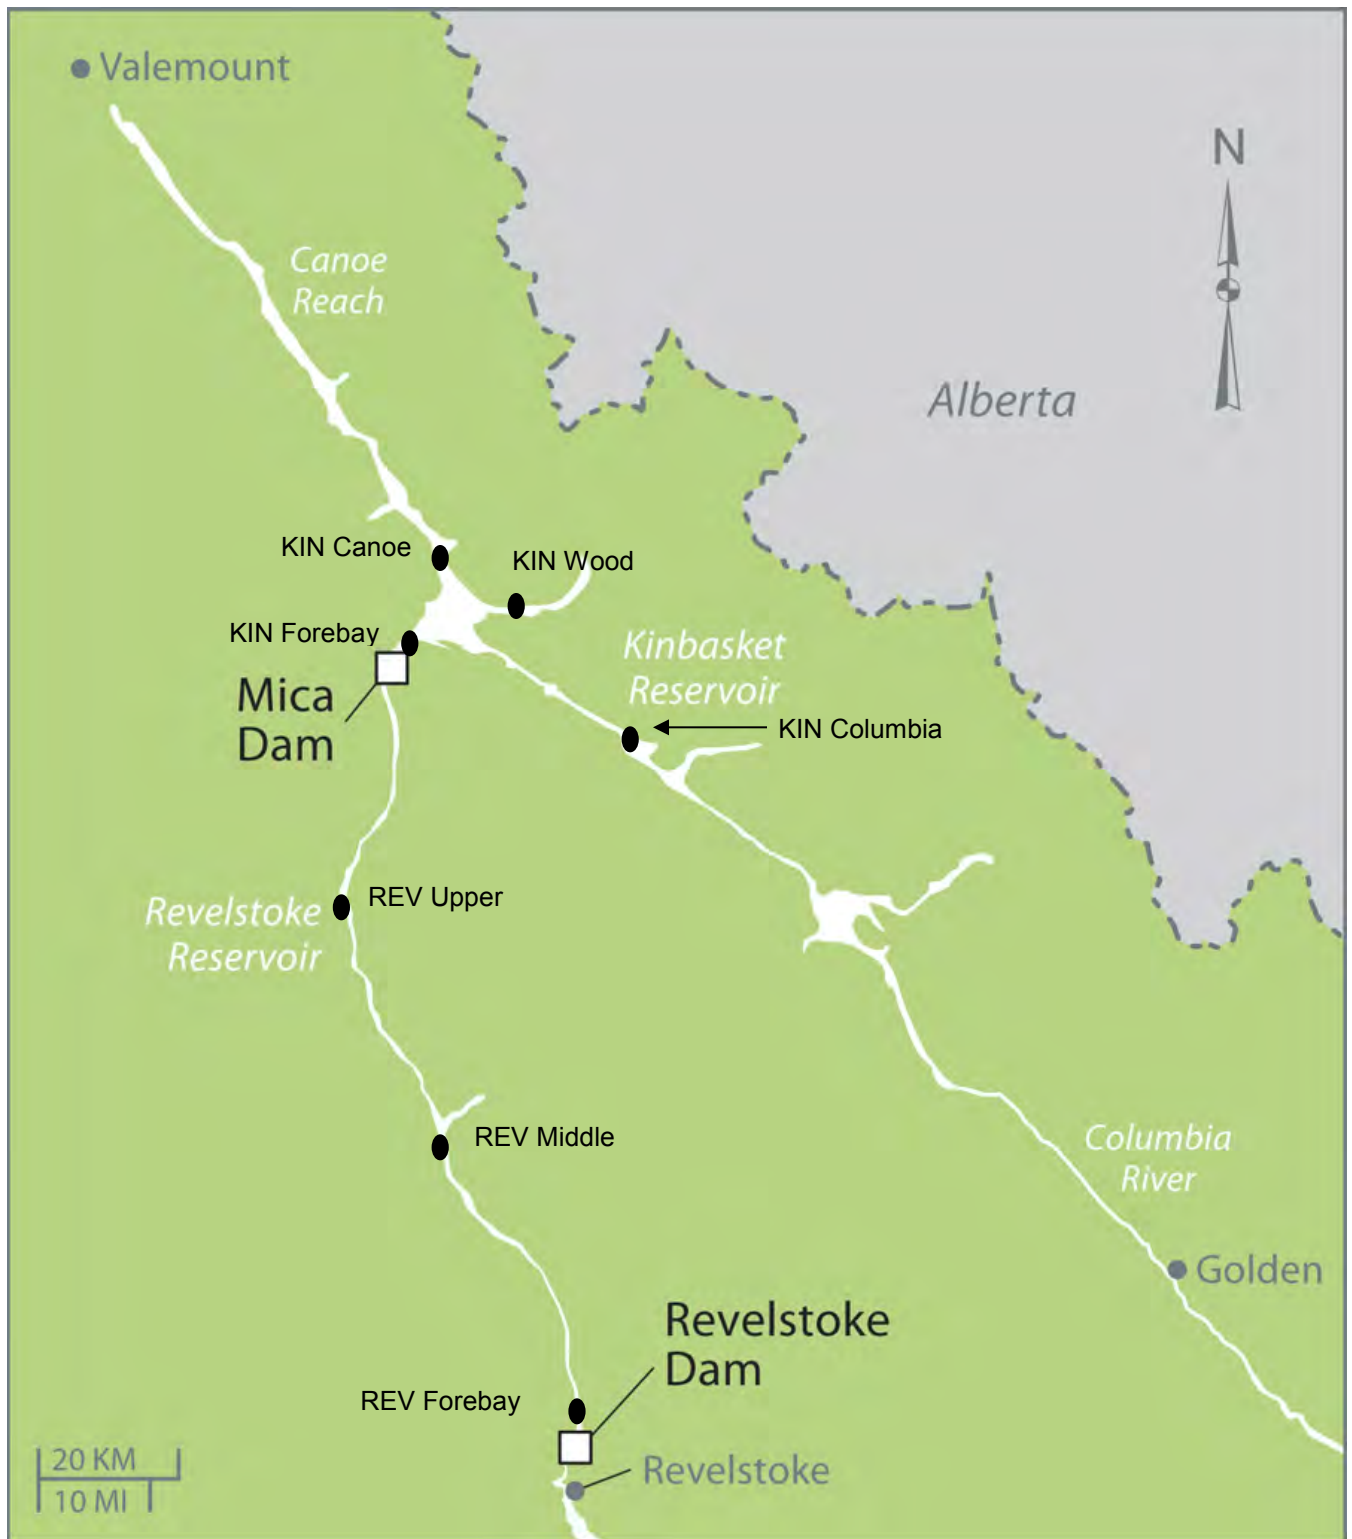 Valemount
N
Canoe
Reach
Alberta
KIN Canoe
KIN Wood
KIN Forebay
Kinbasket
Reservoir
Mica
Dam
KIN Columbia
REV Upper
Revelstoke
Reservoir
REV Middle
Columbia
River
Golden
Revelstoke
Dam
REV Forebay
20 KM
10 MI
Revelstoke